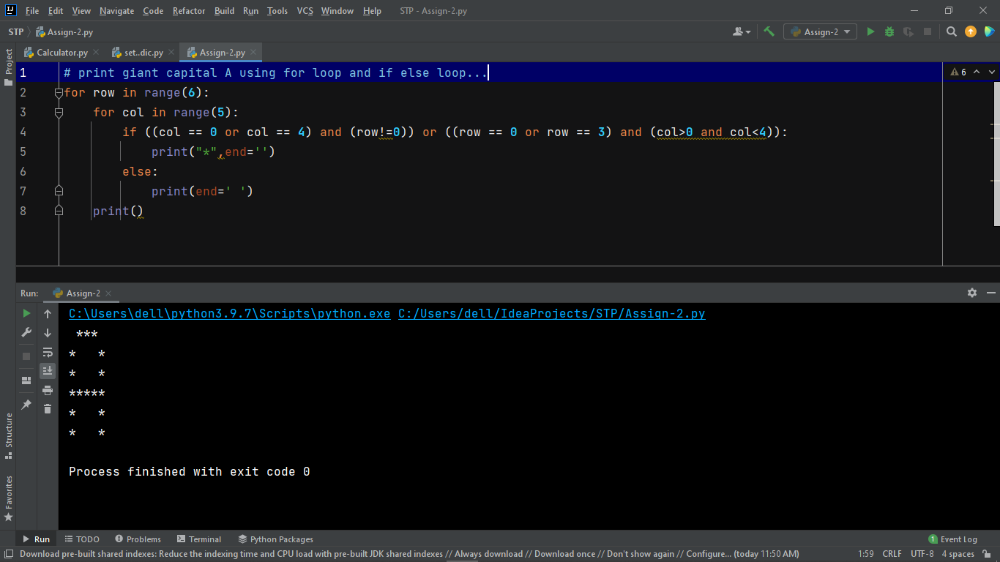 File Edit View Navigate Code Refactor Build Run Tools VCS Window Help STP - Assign-2.py
STP Assign-2.py Assign-2
Project
Calculator.py set..dic.py Assign-2.py
1 # print giant capital A using for loop and if else loop...
6
2 for row in range(6):
3     for col in range(5):
4         if ((col == 0 or col == 4) and (row!=0)) or ((row == 0 or row == 3) and (col>0 and col<4)):
5             print("*",end='')
6         else:
7             print(end=' ')
8     print()
Run: Assign-2
C:\Users\dell\python3.9.7\Scripts\python.exe C:/Users/dell/IdeaProjects/STP/Assign-2.py
 ***
*   *
*   *
*****
*   *
*   *
Process finished with exit code 0
Structure
Favorites
Run TODO Problems Terminal Python Packages 1 Event Log
Download pre-built shared indexes: Reduce the indexing time and CPU load with pre-built JDK shared indexes // Always download // Download once // Don't show again // Configure... (today 11:50 AM) 1:59 CRLF UTF-8 4 spaces